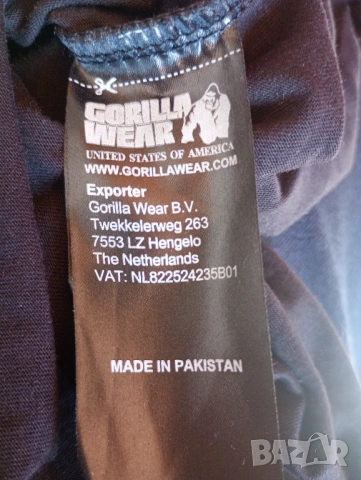 GORILLA
WEAR
UNITED STATES OF AMERICA
WWW.GORILLAWEAR.COM
Exporter
Gorilla Wear B.V.
Twekkelerweg 263
7553 LZ Hengelo
The Netherlands
VAT: NL822524235B01
MADE IN PAKISTAN
BAZAR